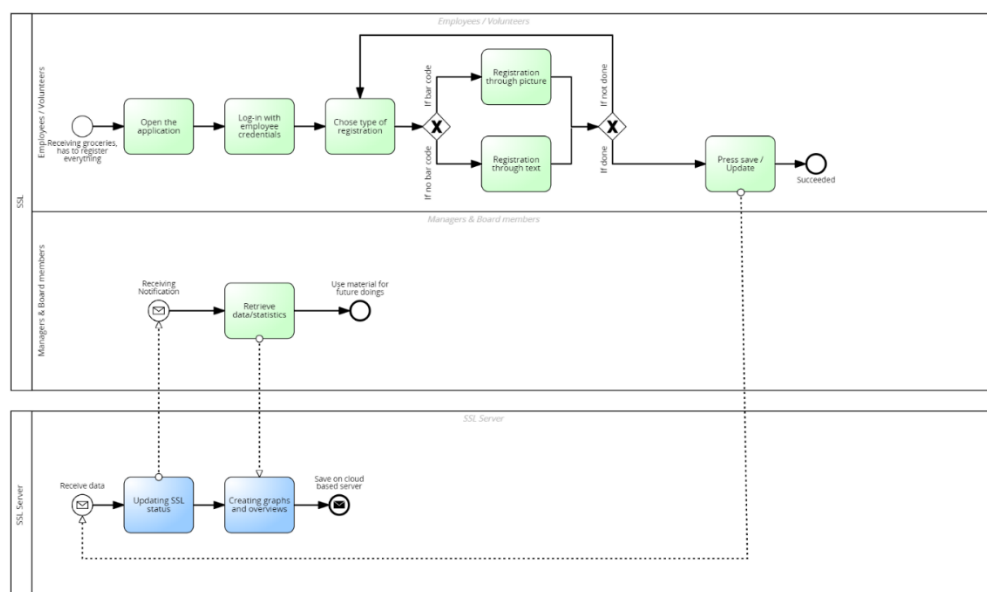 Employees / Volunteers
SSL
Employees / Volunteers
Receiving groceries,
has to register
everything
Open the
application
Log-in with
employee
credentials
Chose type of
registration
If bar code
If no bar code
Registration
through picture
Registration
through text
If not done
If done
Press save /
Update
Succeeded
Managers & Board members
Managers & Board members
Receiving
Notification
Retrieve
data/statistics
Use material for
future doings
SSL Server
SSL Server
Receive data
Updating SSL
status
Creating graphs
and overviews
Save on cloud
based server